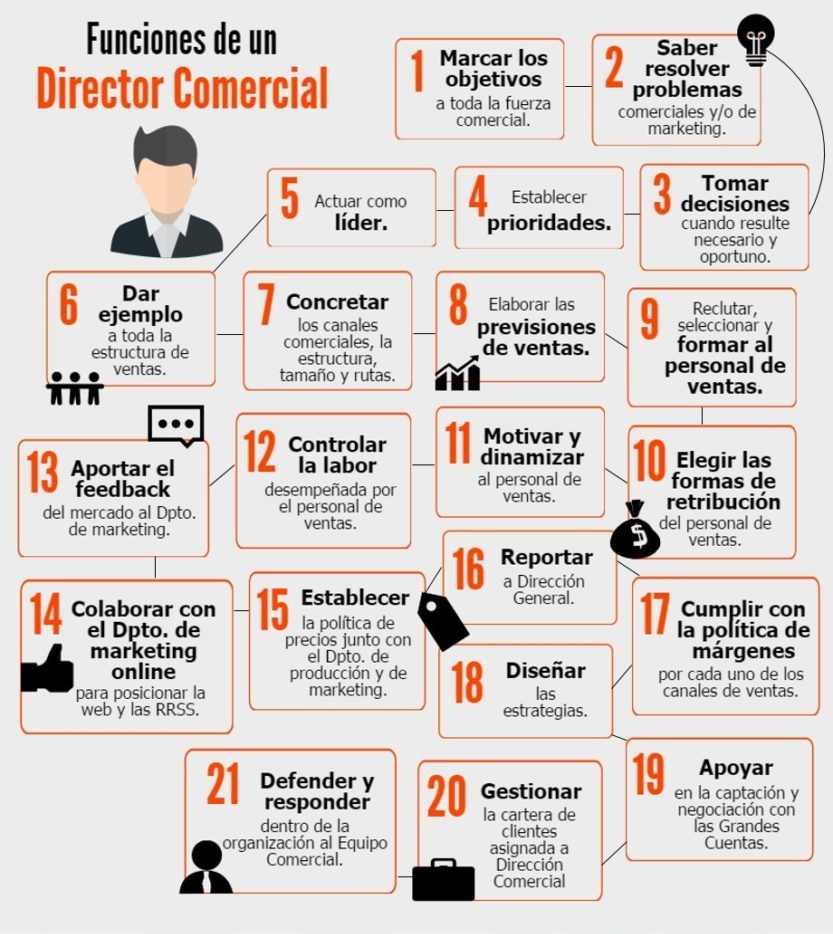 Funciones de un
Director Comercial
1 Marcar los
objetivos
a toda la fuerza
comercial.
2 Saber
resolver
problemas
comerciales y/o de
marketing.
3 Tomar
decisiones
cuando resulte
necesario y
oportuno.
4 Establecer
prioridades.
5 Actuar como
líder.
6 Dar
ejemplo
a toda la
estructura de
ventas.
7 Concretar
los canales
comerciales, la
estructura,
tamaño y rutas.
8 Elaborar las
previsiones
de ventas.
9 Reclutar,
seleccionar y
formar al
personal de
ventas.
10 Elegir las
formas de
retribución
del personal de
ventas.
$
11 Motivar y
dinamizar
al personal de
ventas.
12 Controlar
la labor
desempeñada por
el personal de
ventas.
13 Aportar el
feedback
del mercado al Dpto.
de marketing.
14 Colaborar con
el Dpto. de
marketing
online
para posicionar la
web y las RRSS.
15 Establecer
la política de
precios junto con
el Dpto. de
producción y de
marketing.
16 Reportar
a Dirección
General.
17 Cumplir con
la política de
márgenes
por cada uno de los
canales de ventas.
18 Diseñar
las
estrategias.
19 Apoyar
en la captación y
negociación con
las Grandes
Cuentas.
20 Gestionar
la cartera de
clientes
asignada a
Dirección
Comercial
21 Defender y
responder
dentro de la
organización al Equipo
Comercial.